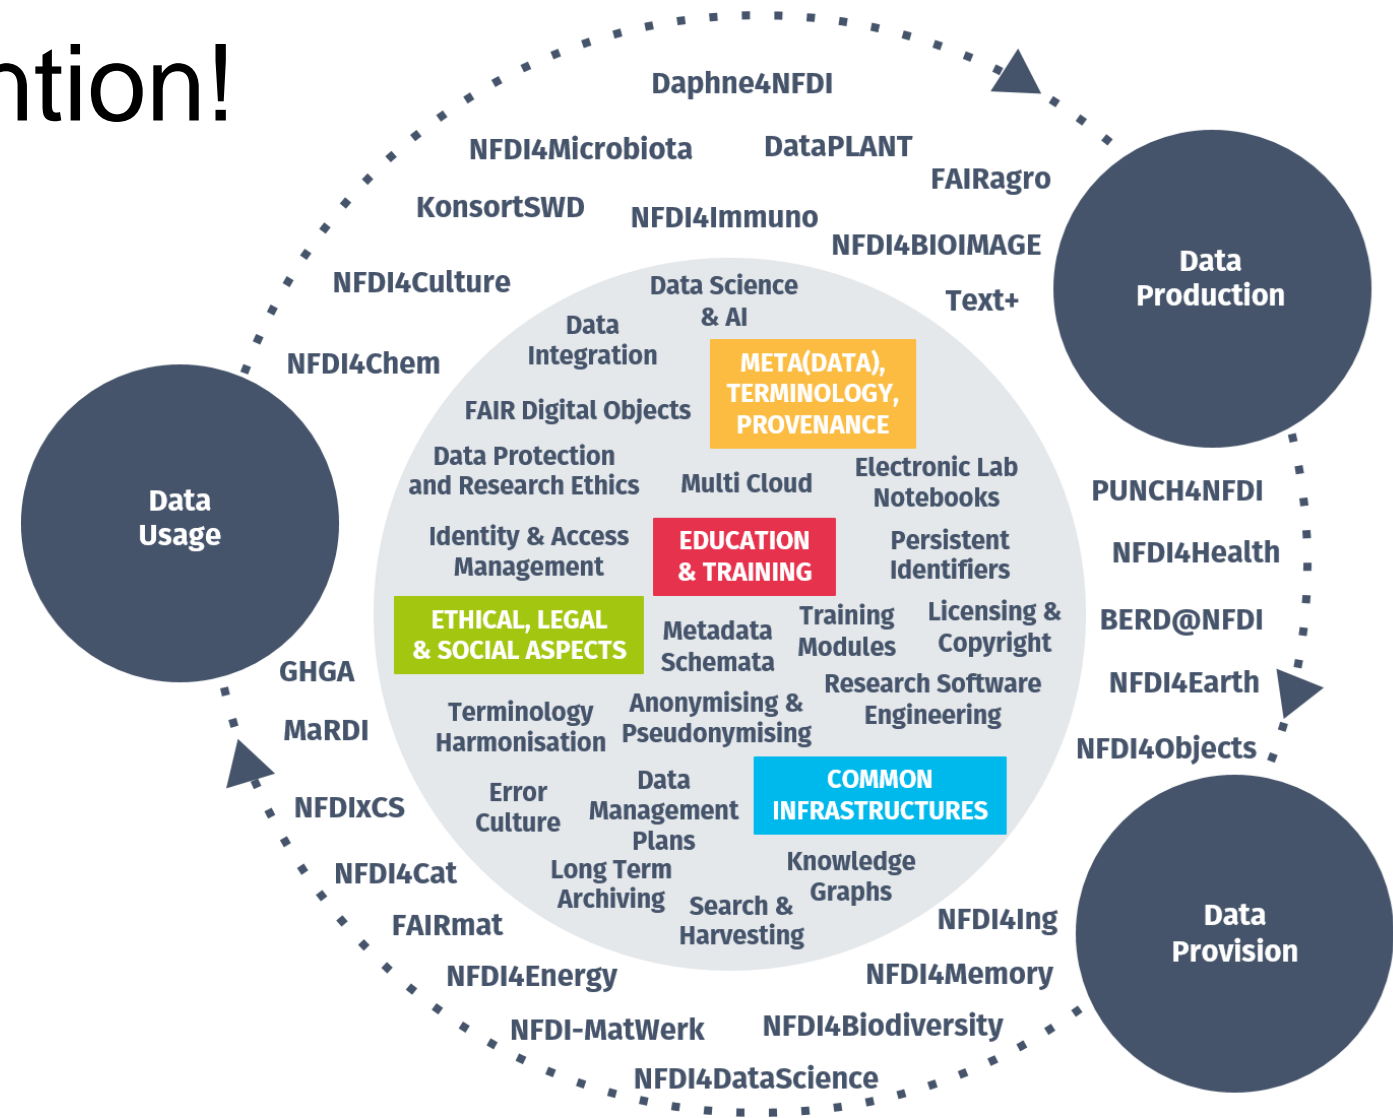 ntion!
Daphne4NFDI
NFDI4Microbiota
DataPLANT
FAIRagro
KonsortSWD
NFDI4Immuno
NFDI4BIOIMAGE
NFDI4Culture
Text+
NFDI4Chem
Data
Production
Data Science
& AI
Data
Integration
META(DATA),
TERMINOLOGY,
PROVENANCE
FAIR Digital Objects
Data Protection
and Research Ethics
Multi Cloud
Electronic Lab
Notebooks
Data
Usage
Identity & Access
Management
EDUCATION
& TRAINING
Persistent
Identifiers
ETHICAL, LEGAL
& SOCIAL ASPECTS
Metadata
Schemata
Training
Modules
Licensing &
Copyright
Terminology
Harmonisation
Anonymising &
Pseudonymising
Research Software
Engineering
Error
Culture
Data
Management
Plans
COMMON
INFRASTRUCTURES
Long Term
Archiving
Search &
Harvesting
Knowledge
Graphs
PUNCH4NFDI
NFDI4Health
BERD@NFDI
NFDI4Earth
NFDI4Objects
Data
Provision
GHGA
MaRDI
NFDIxCS
NFDI4Cat
FAIRmat
NFDI4Energy
NFDI-MatWerk
NFDI4DataScience
NFDI4Biodiversity
NFDI4Memory
NFDI4Ing